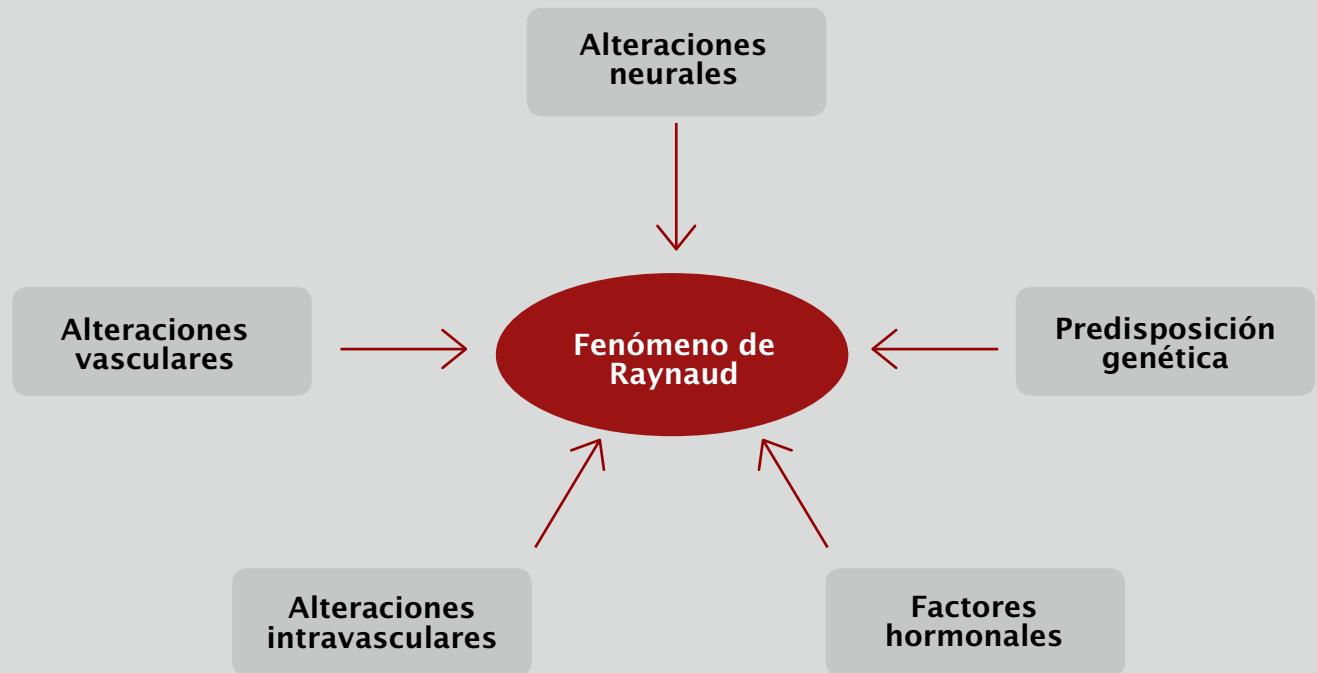 Alteraciones
neurales
Alteraciones
vasculares
Fenómeno de
Raynaud
Predisposición
genética
Alteraciones
intravasculares
Factores
hormonales